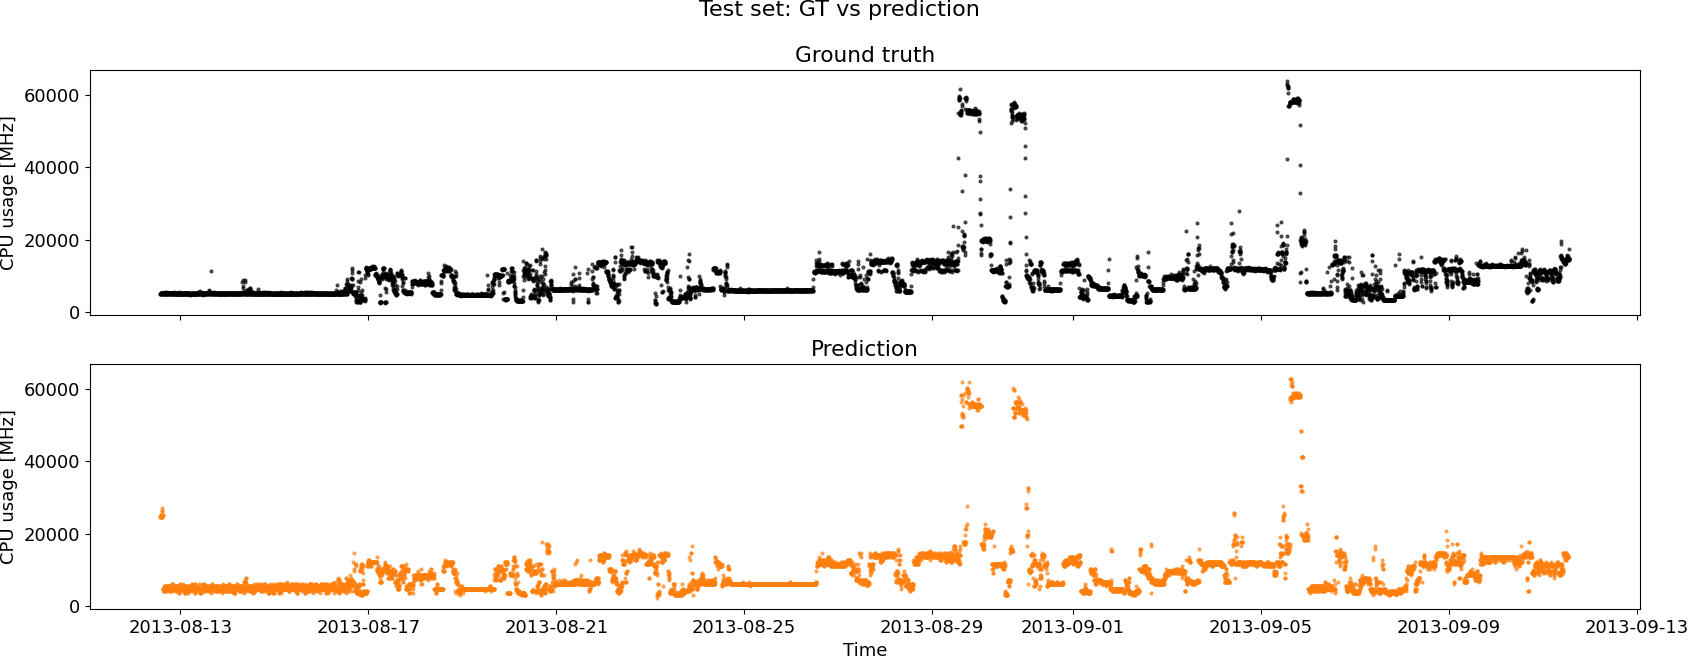 Test set: GT vs prediction
Ground truth
CPU usage [MHz]
60000
40000
20000
0
Prediction
CPU usage [MHz]
60000
40000
20000
0
2013-08-13 2013-08-17 2013-08-21 2013-08-25 2013-08-29 2013-09-01 2013-09-05 2013-09-09 2013-09-13
Time